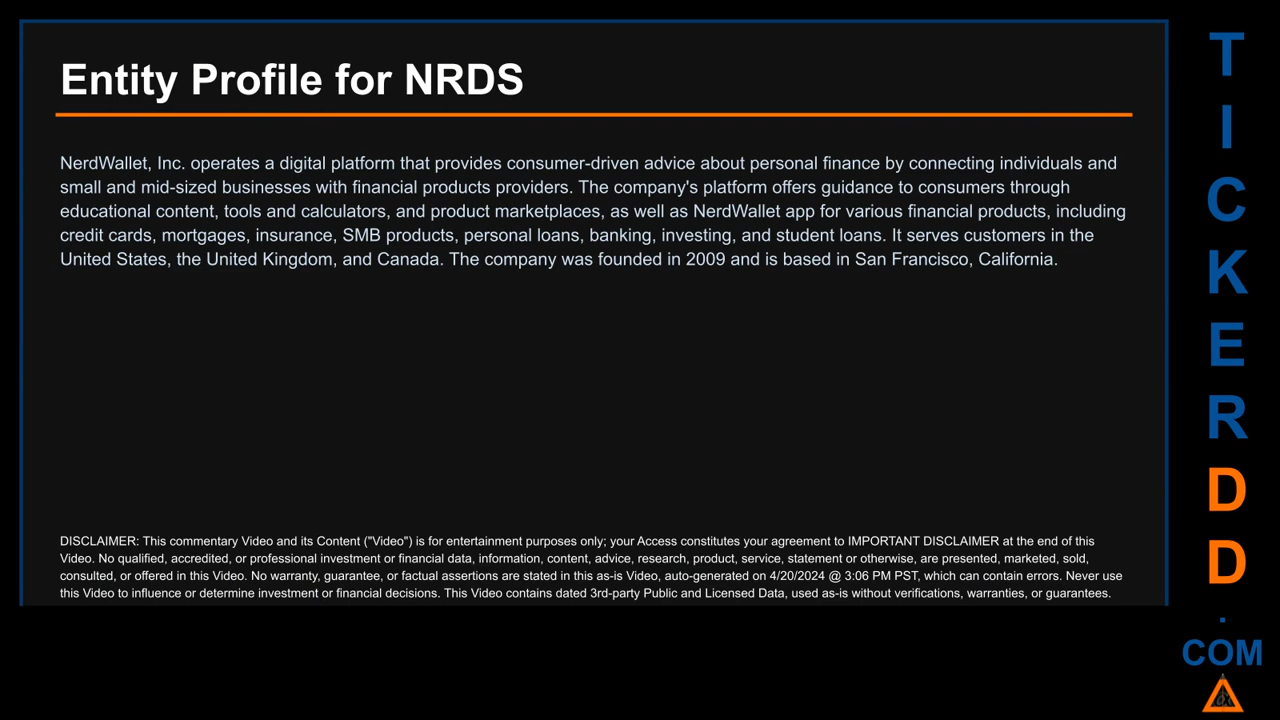 Entity Profile for NRDS
NerdWallet, Inc. operates a digital platform that provides consumer-driven advice about personal finance by connecting individuals and
small and mid-sized businesses with financial products providers. The company's platform offers guidance to consumers through
educational content, tools and calculators, and product marketplaces, as well as NerdWallet app for various financial products, including
credit cards, mortgages, insurance, SMB products, personal loans, banking, investing, and student loans. It serves customers in the
United States, the United Kingdom, and Canada. The company was founded in 2009 and is based in San Francisco, California.
DISCLAIMER: This commentary Video and its Content ("Video") is for entertainment purposes only; your Access constitutes your agreement to IMPORTANT DISCLAIMER at the end of this
Video. No qualified, accredited, or professional investment or financial data, information, content, advice, research, product, service, statement or otherwise, are presented, marketed, sold,
consulted, or offered in this Video. No warranty, guarantee, or factual assertions are stated in this as-is Video, auto-generated on 4/20/2024 @ 3:06 PM PST, which can contain errors. Never use
this Video to influence or determine investment or financial decisions. This Video contains dated 3rd-party Public and Licensed Data, used as-is without verifications, warranties, or guarantees.
T
I
C
K
E
R
D
D
.
COM